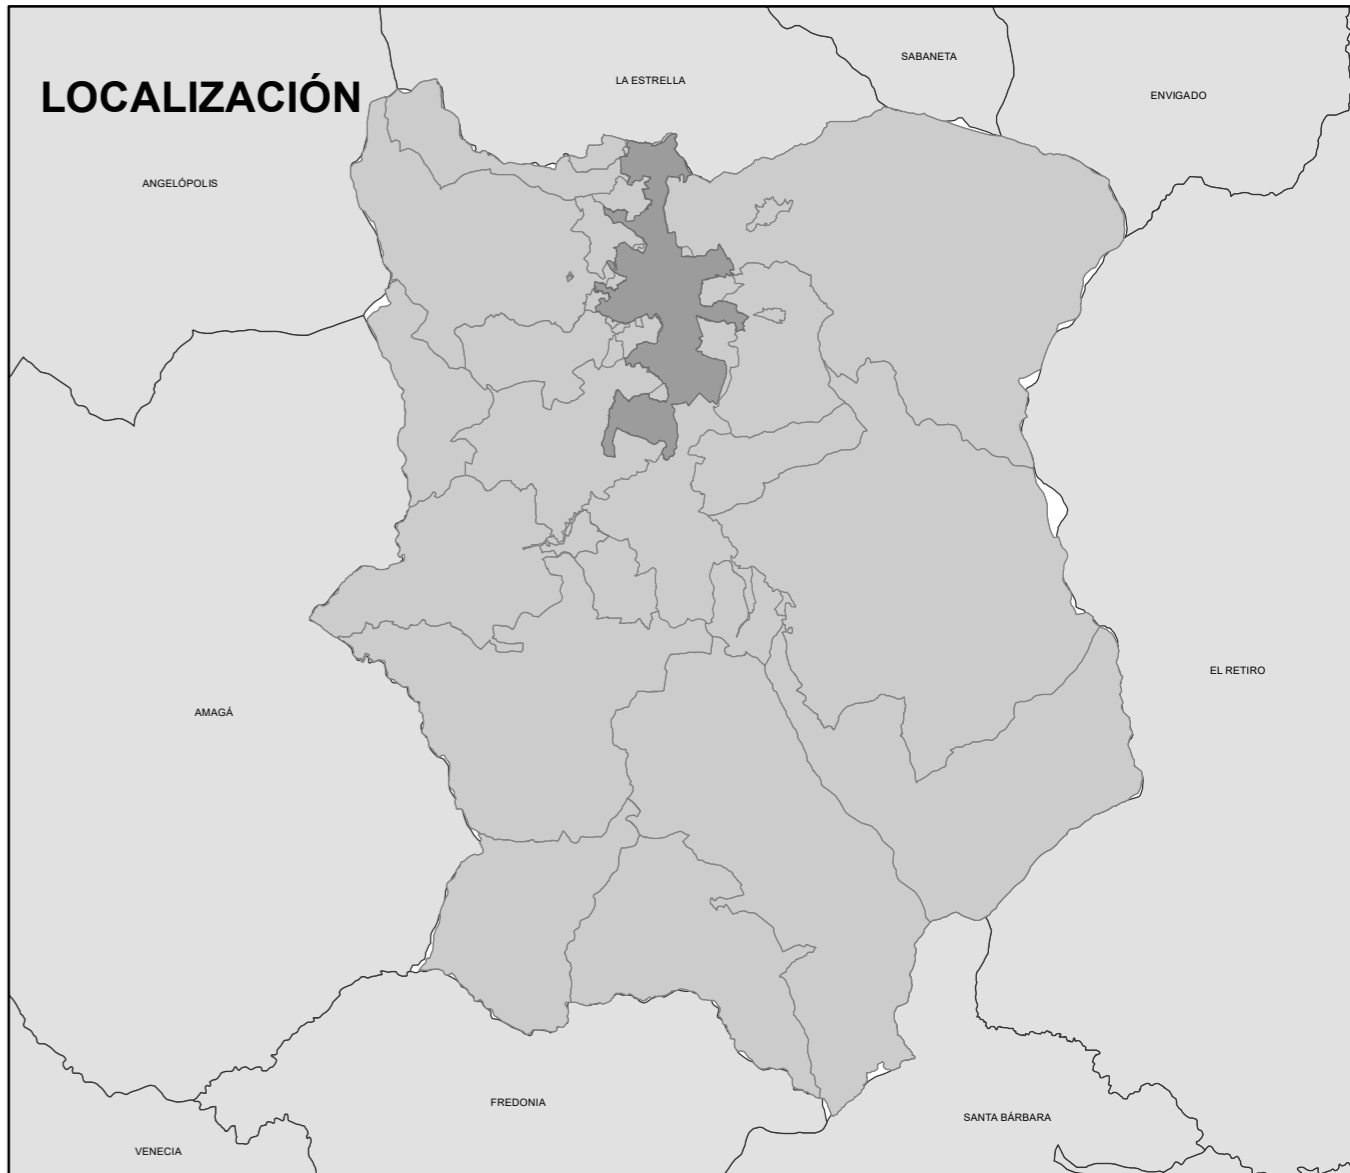 SABANETA
LA ESTRELLA
LOCALIZACIÓN
ENVIGADO
ANGELÓPOLIS
EL RETIRO
AMAGÁ
FREDONIA
SANTA BÁRBARA
VENECIA